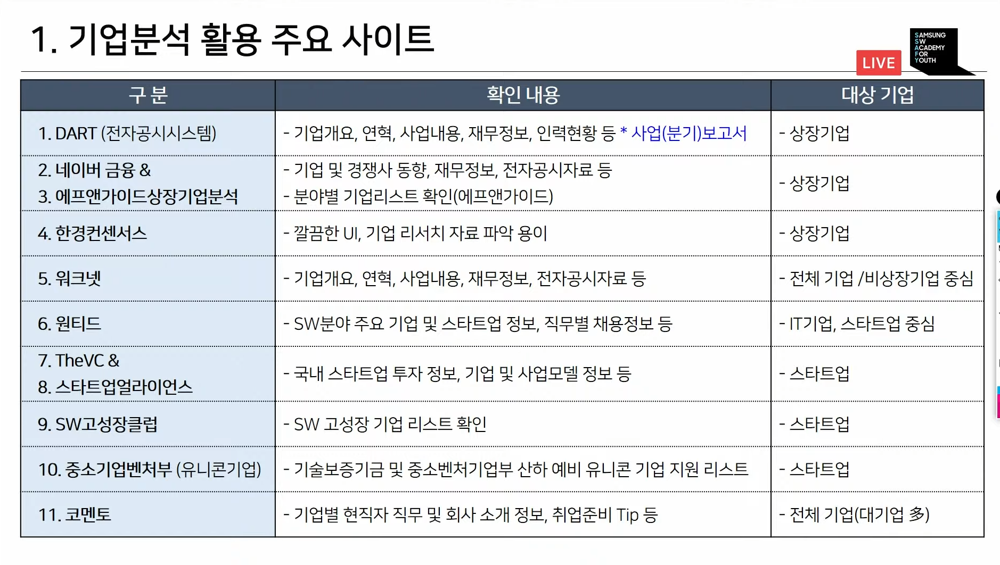 1. 기업분석 활용 주요 사이트
LIVE
SAMSUNG
SW
ACADEMY
FOR
YOUTH
구 분
확인 내용
대상 기업
1. DART (전자공시시스템)
- 기업개요, 연혁, 사업내용, 재무정보, 인력현황 등 * 사업(분기)보고서
- 상장기업
2. 네이버 금융 &
3. 에프앤가이드상장기업분석
- 기업 및 경쟁사 동향, 재무정보, 전자공시자료 등
- 분야별 기업리스트 확인(에프앤가이드)
- 상장기업
4. 한경컨센서스
- 깔끔한 UI, 기업 리서치 자료 파악 용이
- 상장기업
5. 워크넷
- 기업개요, 연혁, 사업내용, 재무정보, 전자공시자료 등
- 전체 기업 /비상장기업 중심
6. 원티드
- SW분야 주요 기업 및 스타트업 정보, 직무별 채용정보 등
- IT기업, 스타트업 중심
7. TheVC &
8. 스타트업얼라이언스
- 국내 스타트업 투자 정보, 기업 및 사업모델 정보 등
- 스타트업
9. SW고성장클럽
- SW 고성장 기업 리스트 확인
- 스타트업
10. 중소기업벤처부 (유니콘기업)
- 기술보증기금 및 중소벤처기업부 산하 예비 유니콘 기업 지원 리스트
- 스타트업
11. 코멘토
- 기업별 현직자 직무 및 회사 소개 정보, 취업준비 Tip 등
- 전체 기업(대기업 多)